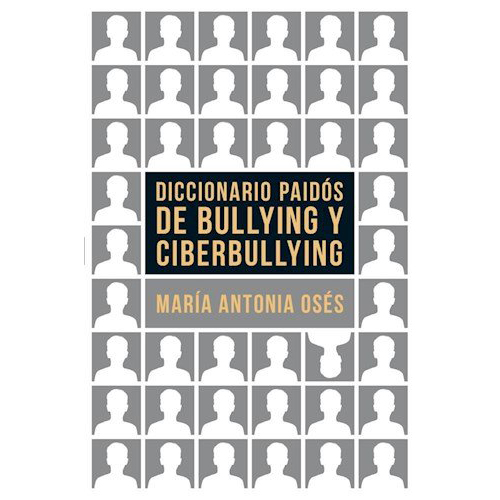 DICCIONARIO PAIDÓS
DE BULLYING Y
CIBERBULLYING
MARÍA ANTONIA OSÉS